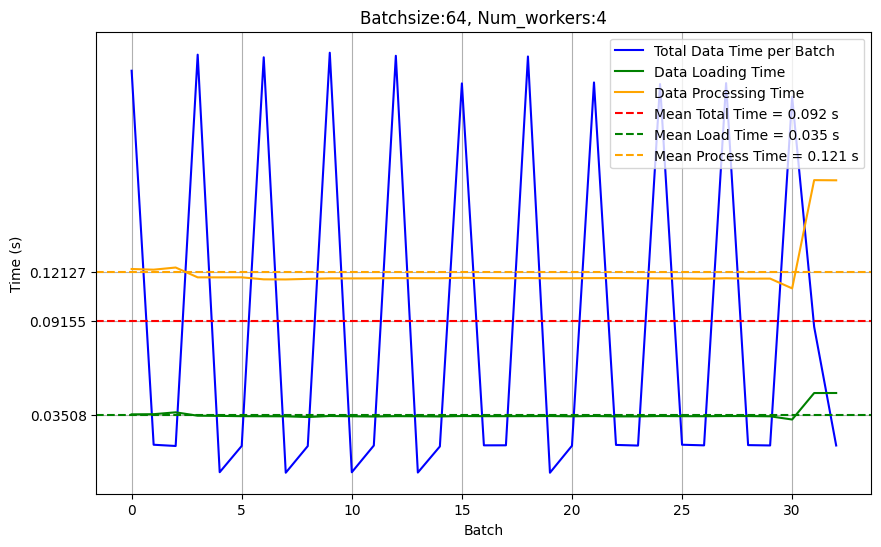 Batchsize:64, Num_workers:4
Total Data Time per Batch
Data Loading Time
Data Processing Time
Mean Total Time = 0.092 s
Mean Load Time = 0.035 s
Mean Process Time = 0.121 s
Time (s)
0.12127
0.09155
0.03508
0 5 10 15 20 25 30
Batch